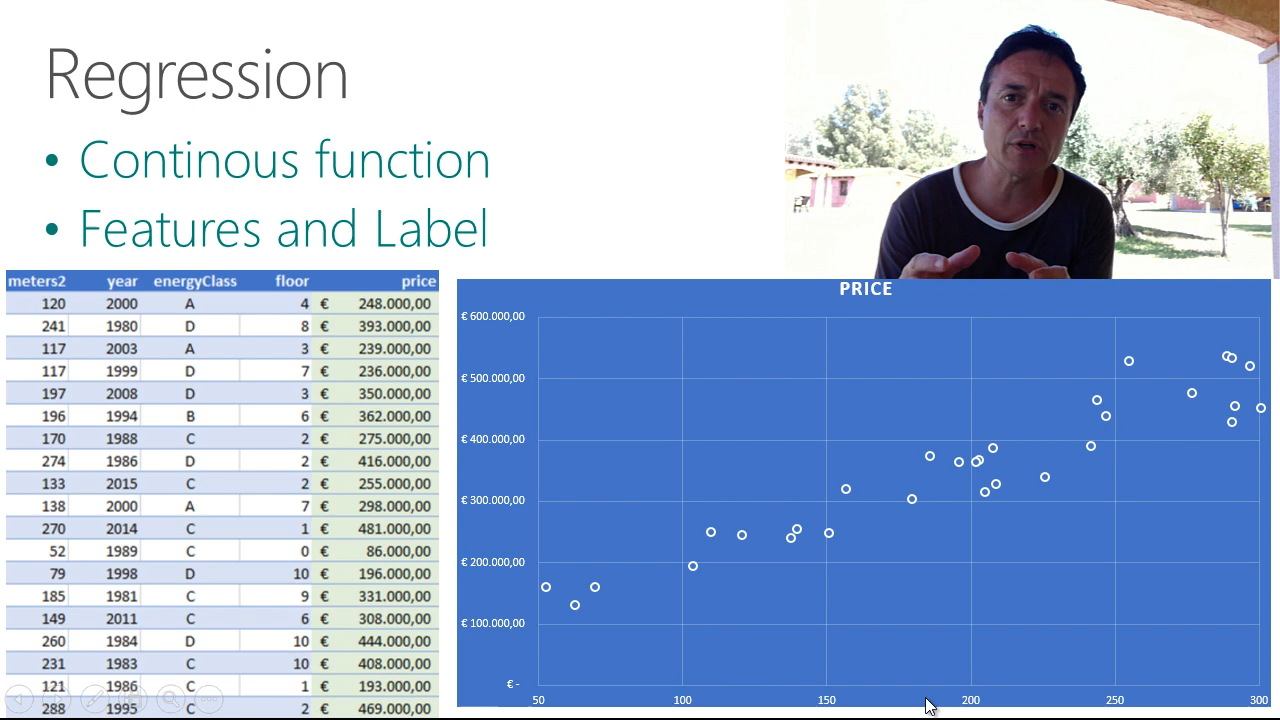 Regression
• Continous function
• Features and Label
meters2 year energyClass floor price
120 2000 A 4 € 248.000,00
241 1980 D 8 € 393.000,00
117 2003 A 3 € 239.000,00
117 1999 D 7 € 236.000,00
197 2008 D 3 € 350.000,00
196 1994 B 6 € 362.000,00
170 1988 C 2 € 275.000,00
274 1986 D 2 € 416.000,00
133 2015 C 2 € 255.000,00
138 2000 A 7 € 298.000,00
270 2014 C 1 € 481.000,00
52 1989 C 0 € 86.000,00
79 1998 D 10 € 196.000,00
185 1981 C 9 € 331.000,00
149 2011 C 6 € 308.000,00
260 1984 D 10 € 444.000,00
231 1983 C 10 € 408.000,00
121 1986 C 1 € 193.000,00
288 1995 C 2 € 469.000,00
PRICE
€ 600.000,00
€ 500.000,00
€ 400.000,00
€ 300.000,00
€ 200.000,00
€ 100.000,00
€ -
50 100 150 200 250 300